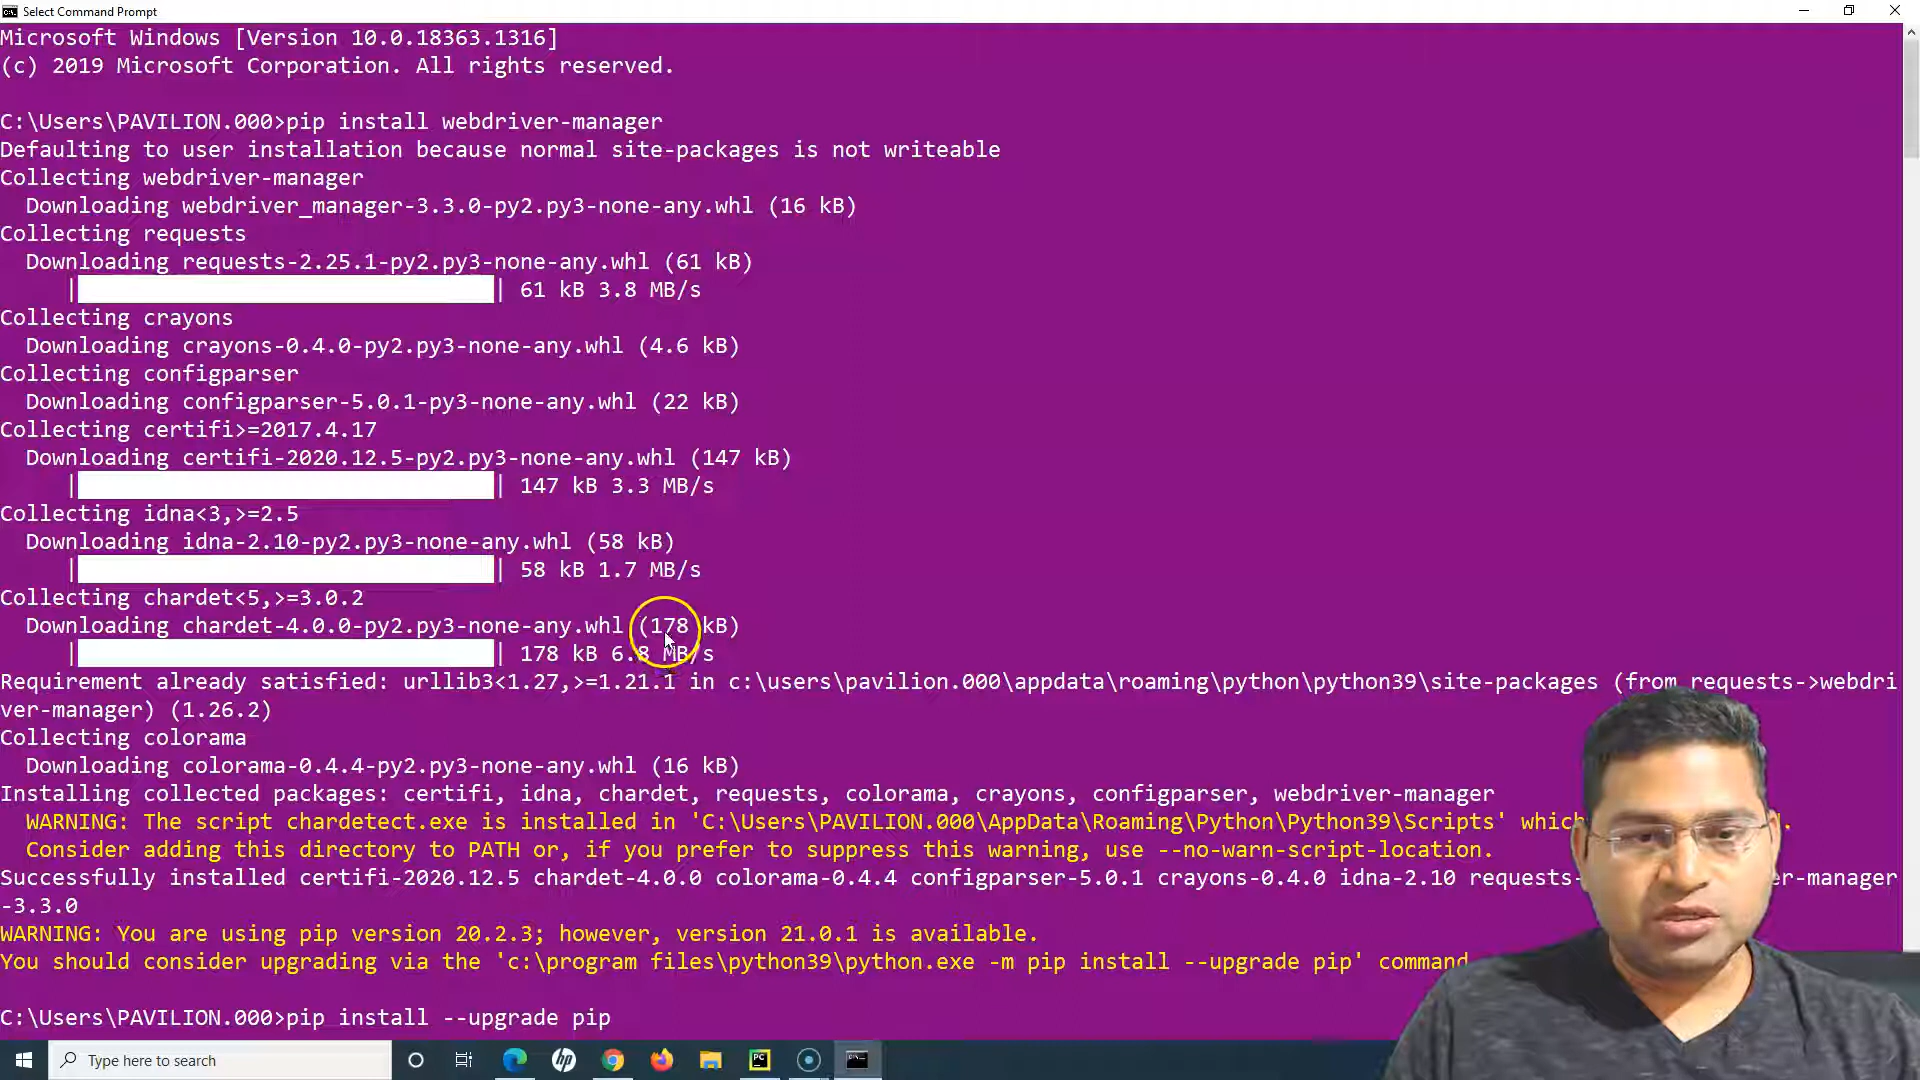 Select Command Prompt
Microsoft Windows [Version 10.0.18363.1316]
(c) 2019 Microsoft Corporation. All rights reserved.
C:\Users\PAVILION.000>pip install webdriver-manager
Defaulting to user installation because normal site-packages is not writeable
Collecting webdriver-manager
Downloading webdriver_manager-3.3.0-py2.py3-none-any.whl (16 kB)
Collecting requests
Downloading requests-2.25.1-py2.py3-none-any.whl (61 kB)
| | 61 kB 3.8 MB/s
Collecting crayons
Downloading crayons-0.4.0-py2.py3-none-any.whl (4.6 kB)
Collecting configparser
Downloading configparser-5.0.1-py3-none-any.whl (22 kB)
Collecting certifi>=2017.4.17
Downloading certifi-2020.12.5-py2.py3-none-any.whl (147 kB)
| | 147 kB 3.3 MB/s
Collecting idna<3,>=2.5
Downloading idna-2.10-py2.py3-none-any.whl (58 kB)
| | 58 kB 1.7 MB/s
Collecting chardet<5,>=3.0.2
Downloading chardet-4.0.0-py2.py3-none-any.whl (178 kB)
| | 178 kB 6.8 MB/s
Requirement already satisfied: urllib3<1.27,>=1.21.1 in c:\users\pavilion.000\appdata\roaming\python\python39\site-packages (from requests->webdri
ver-manager) (1.26.2)
Collecting colorama
Downloading colorama-0.4.4-py2.py3-none-any.whl (16 kB)
Installing collected packages: certifi, idna, chardet, requests, colorama, crayons, configparser, webdriver-manager
WARNING: The script chardetect.exe is installed in 'C:\Users\PAVILION.000\AppData\Roaming\Python\Python39\Scripts' .
Consider adding this directory to PATH or, if you prefer to suppress this warning, use --no-warn-script-location.
Successfully installed certifi-2020.12.5 chardet-4.0.0 colorama-0.4.4 configparser-5.0.1 crayons-0.4.0 idna-2.10 requests- er-manager
-3.3.0
WARNING: You are using pip version 20.2.3; however, version 21.0.1 is available.
You should consider upgrading via the 'c:\program files\python39\python.exe -m pip install --upgrade pip' command
C:\Users\PAVILION.000>pip install --upgrade pip
Type here to search
hp
PC